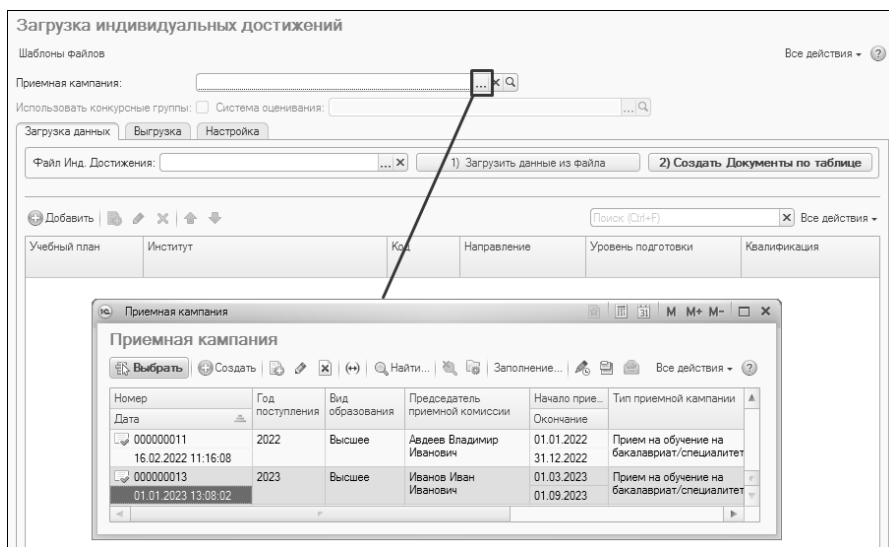 Загрузка индивидуальных достижений
Шаблоны файлов Все действия
Приемная кампания:
Использовать конкурсные группы: Система оценивания:
Загрузка данных Выгрузка Настройка
Файл Инд. Достижения: 1) Загрузить данные из файла 2) Создать Документы по таблице
Добавить Поиск (Ctrl+F) Все действия
Учебный план Институт Код Направление Уровень подготовки Квалификация
Приемная кампания M M+ M-
Приемная кампания
Выбрать Создать Найти... Заполнение... Все действия
Номер Год поступления Вид образования Председатель приемной комиссии Начало прие... Тип приемной кампании
Дата Окончание
000000011 2022 Высшее Авдеев Владимир 01.01.2022 Прием на обучение на
16.02.2022 11:16:08 Иванович 31.12.2022 бакалавриат/специалитет
000000013 2023 Высшее Иванов Иван 01.03.2023 Прием на обучение на
01.01.2023 13:08:02 Иванович 01.09.2023 бакалавриат/специалитет